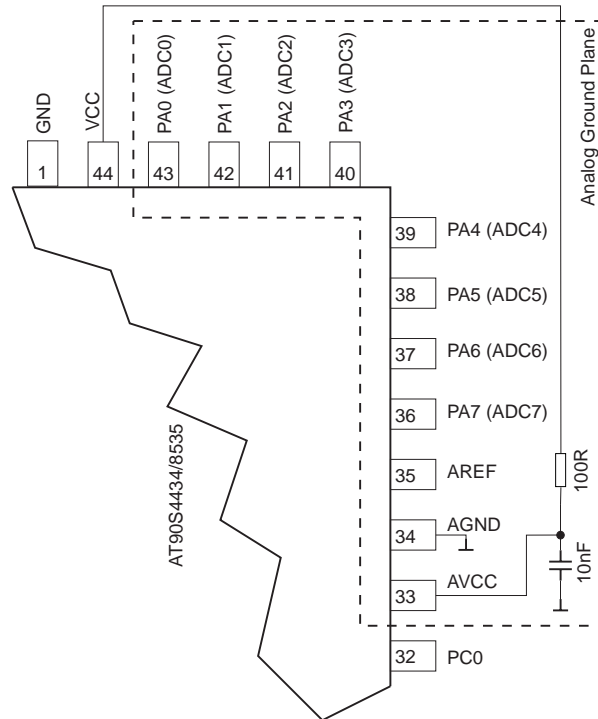 GND
VCC
PA0 (ADC0)
PA1 (ADC1)
PA2 (ADC2)
PA3 (ADC3)
Analog Ground Plane
1
44
43
42
41
40
39
PA4 (ADC4)
38
PA5 (ADC5)
37
PA6 (ADC6)
36
PA7 (ADC7)
35
AREF
100R
34
AGND
10nF
33
AVCC
32
PC0
AT90S4434/8535